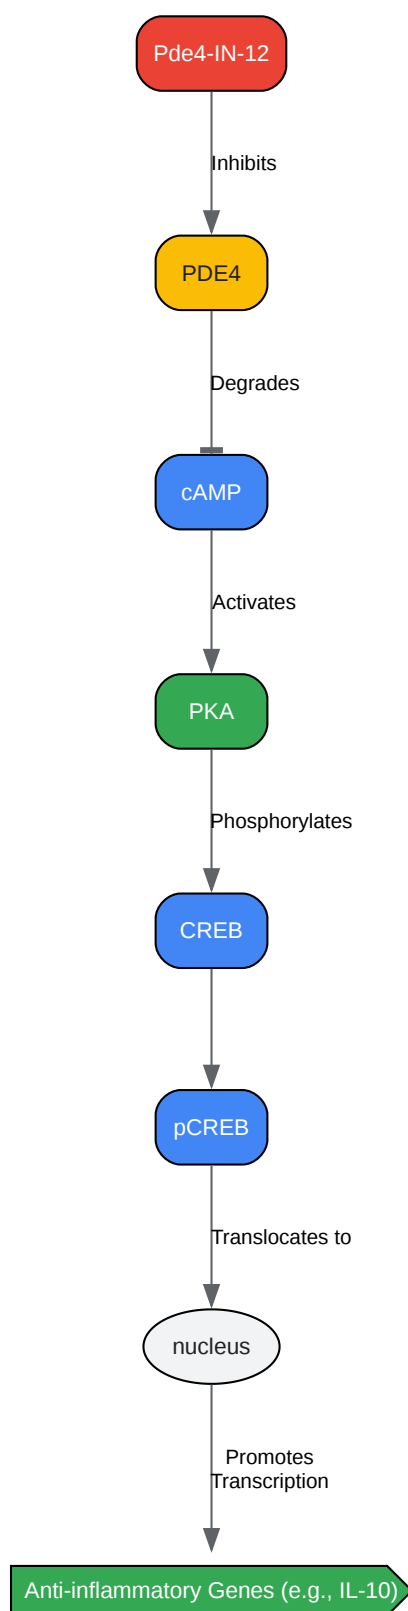 Pde4-IN-12
Inhibits
PDE4
Degrades
cAMP
Activates
PKA
Phosphorylates
CREB
pCREB
Translocates to
nucleus
Promotes
Transcription
Anti-inflammatory Genes (e.g., IL-10)